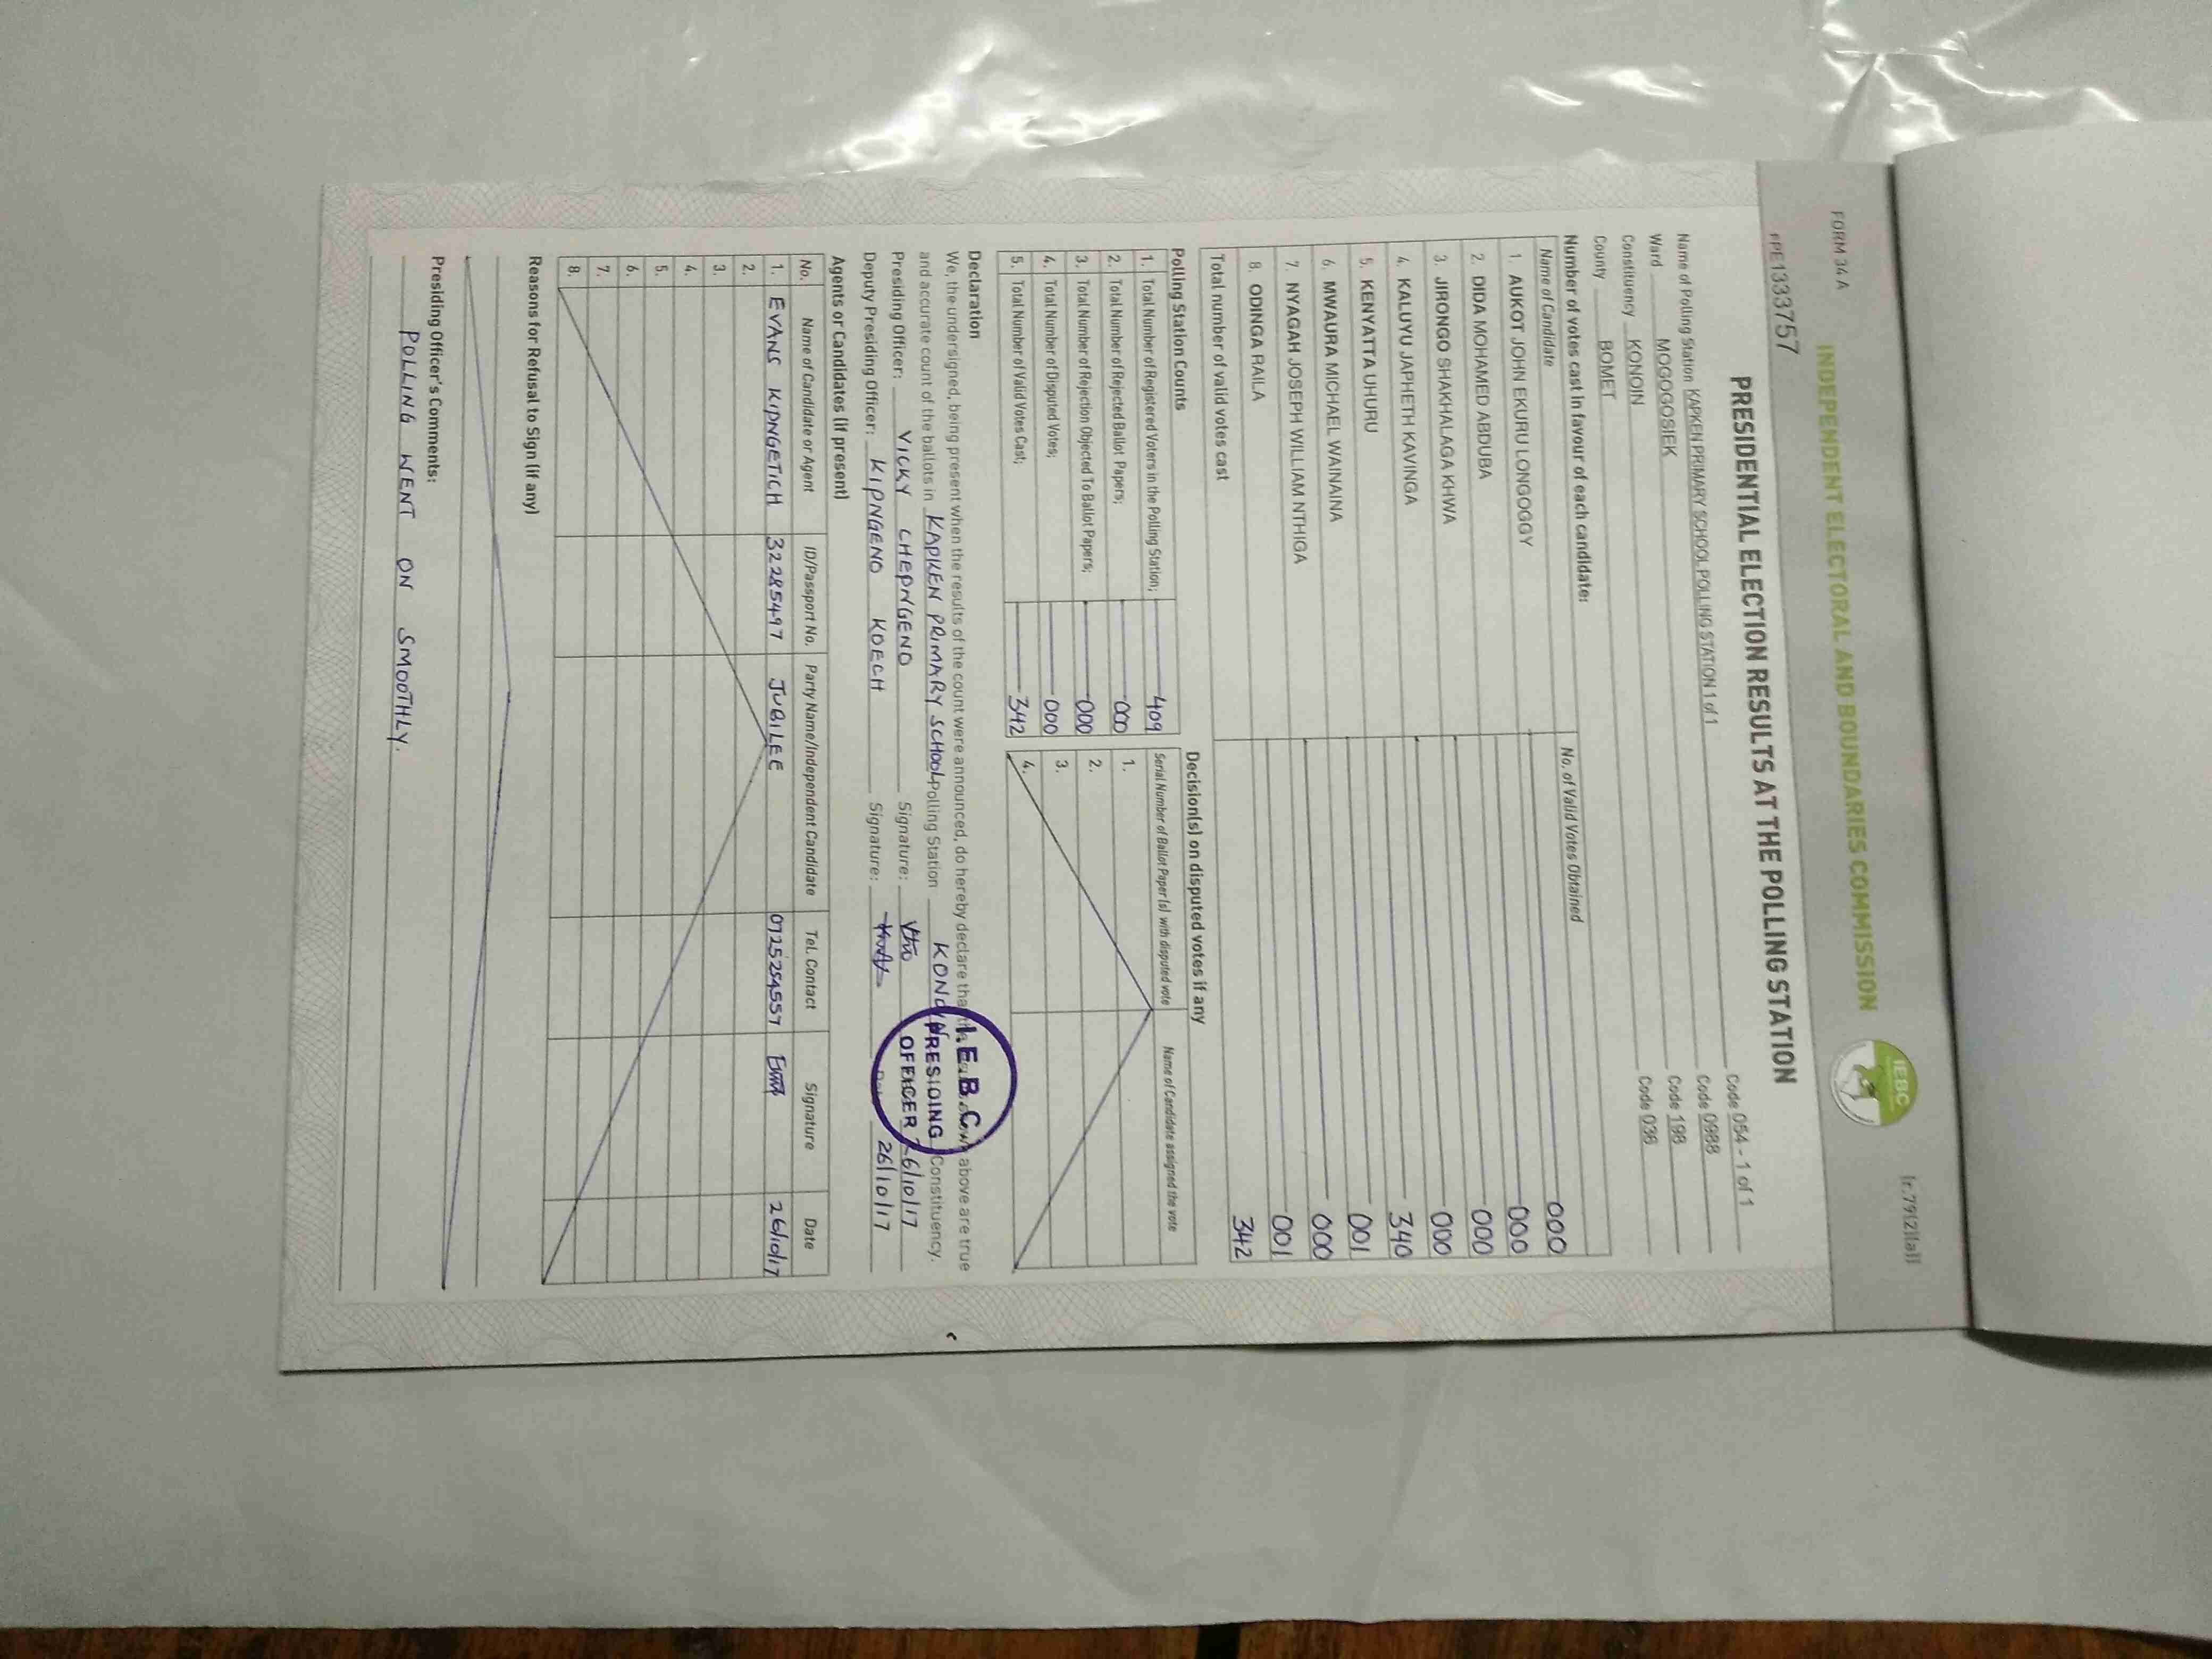 FORM 34A
INDEPENDENT ELECTORAL AND BOUNDARIES COMMISSION
IEBC
(r.79(2)(a))
PRESIDENTIAL ELECTION RESULTS AT THE POLLING STATION
Name of Polling Station KAPKEN PRIMARY SCHOOL POLLING STATION 1 of 1 Code 054 - 1 of 1
Ward MOGOGOSIEK Code 0988
Constituency KONOIN Code 198
County BOMET Code 036
Number of votes cast in favour of each candidate:
Name of Candidate No. of Valid Votes Obtained
1. AUKOT JOHN EKURU LONGOGGY 000
2. DIDA MOHAMED ABDUBA 000
3. JIRONGO SHAKHALAGA KHWA 000
4. KALUYU JAPHETH KAVINGA 000
5. KENYATTA UHURU 340
6. MWAURA MICHAEL WAINAINA 001
7. NYAGAH JOSEPH WILLIAM NTHIGA 000
8. ODINGA RAILA 001
Total number of valid votes cast 342
Polling Station Counts
1. Total Number of Registered Voters in the Polling Station; 409
2. Total Number of Rejected Ballot Papers; 000
3. Total Number of Rejection Objected To Ballot Papers; 000
4. Total Number of Disputed Votes; 000
5. Total Number of Valid Votes Cast; 342
Decision(s) on disputed votes if any
Serial Number of Ballot Paper(s) with disputed vote Name of Candidate assigned the vote
1.
2.
3.
4.
Declaration
We, the undersigned, being present when the results of the count were announced, do hereby declare that above are true
and accurate count of the ballots in KAPKEN PRIMARY SCHOOL Polling Station KONOIN Constituency.
Presiding Officer: VICKY CHEPNGENO Signature: 26/10/17
Deputy Presiding Officer: KIPNGENO KOECH Signature: 26/10/17
I.E.B.C
PRESIDING
OFFICER
Agents or Candidates (if present)
No. Name of Candidate or Agent ID/Passport No. Party Name/Independent Candidate Tel. Contact Signature Date
1. EVANS KIPNGETICH 32285497 JUBILEE 0725254557 26/10/17
2.
3.
4.
5.
6.
7.
8.
Reasons for Refusal to Sign (if any)
Presiding Officer's Comments:
POLLING WENT ON SMOOTHLY.